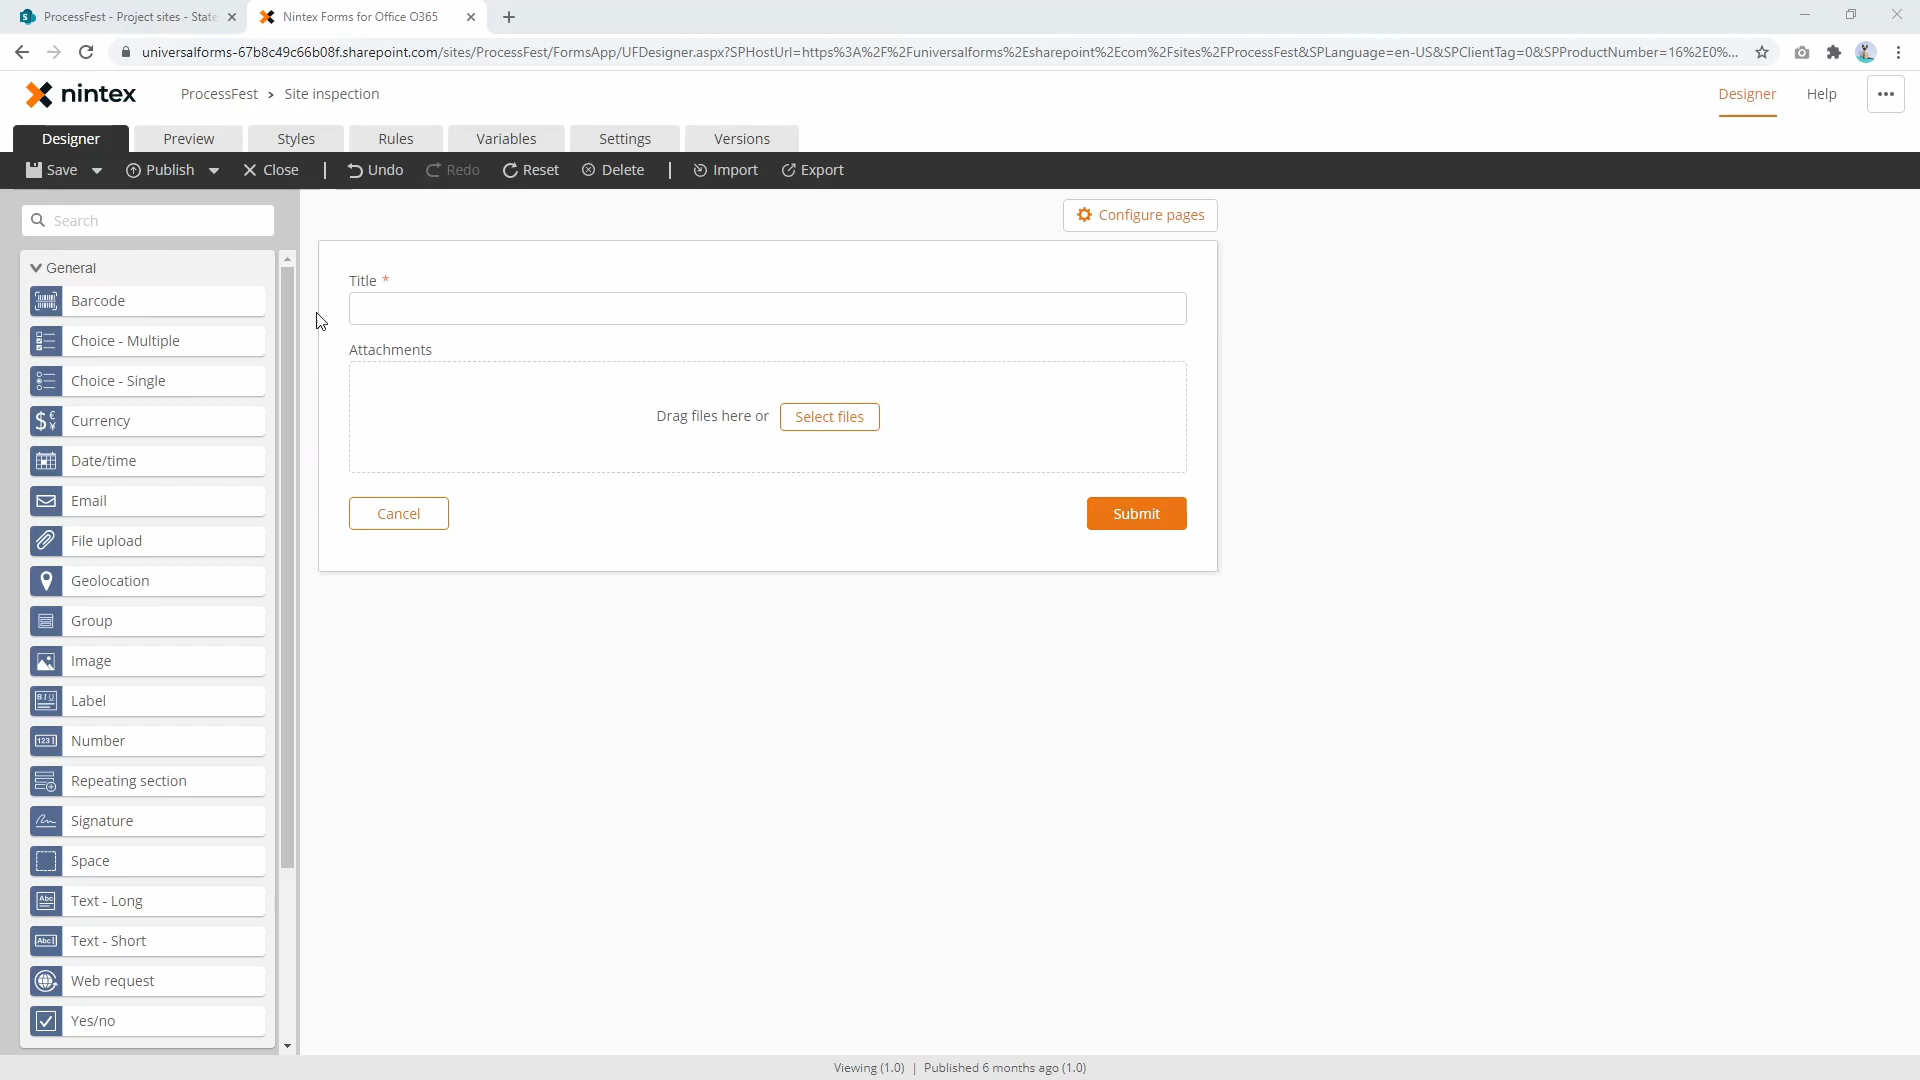 ProcessFest - Project sites - State
Nintex Forms for Office O365
universalforms-67b8c49c66b08f.sharepoint.com/sites/ProcessFest/FormsApp/UFDesigner.aspx?SPHostUrl=https%3A%2F%2Funiversalforms%2Esharepoint%2Ecom%2Fsites%2FProcessFest&SPLanguage=en-US&SPClientTag=0&SPProductNumber=16%2E0%...
nintex
ProcessFest > Site inspection
Designer
Help
Designer
Preview
Styles
Rules
Variables
Settings
Versions
Save
Publish
Close
Undo
Redo
Reset
Delete
Import
Export
Search
Configure pages
General
Barcode
Choice - Multiple
Choice - Single
Currency
Date/time
Email
File upload
Geolocation
Group
Image
Label
Number
Repeating section
Signature
Space
Text - Long
Text - Short
Web request
Yes/no
Title *
Attachments
Drag files here or
Select files
Cancel
Submit
Viewing (1.0) | Published 6 months ago (1.0)